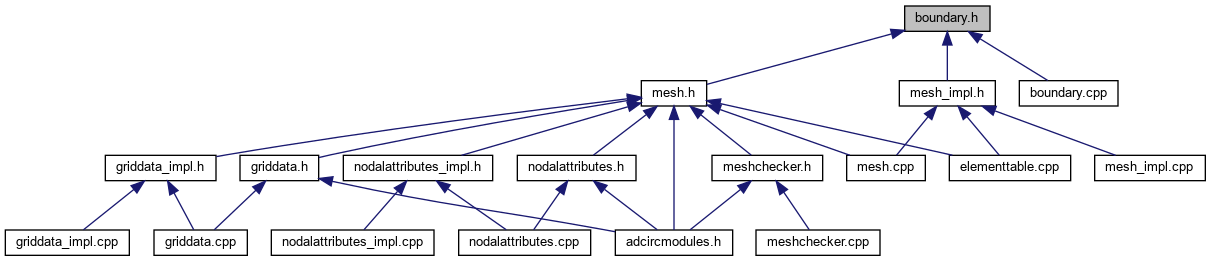 boundary.h
mesh.h
mesh_impl.h
boundary.cpp
griddata_impl.h
griddata.h
nodalattributes_impl.h
nodalattributes.h
meshchecker.h
mesh.cpp
elementtable.cpp
mesh_impl.cpp
griddata_impl.cpp
griddata.cpp
nodalattributes_impl.cpp
nodalattributes.cpp
adcircmodules.h
meshchecker.cpp